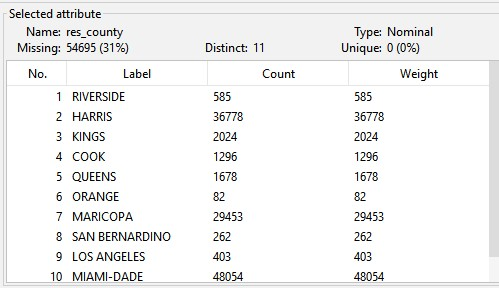 Selected attribute
Name: res_county Type: Nominal
Missing: 54695 (31%) Distinct: 11 Unique: 0 (0%)
No. Label Count Weight
1 RIVERSIDE 585 585
2 HARRIS 36778 36778
3 KINGS 2024 2024
4 COOK 1296 1296
5 QUEENS 1678 1678
6 ORANGE 82 82
7 MARICOPA 29453 29453
8 SAN BERNARDINO 262 262
9 LOS ANGELES 403 403
10 MIAMI-DADE 48054 48054